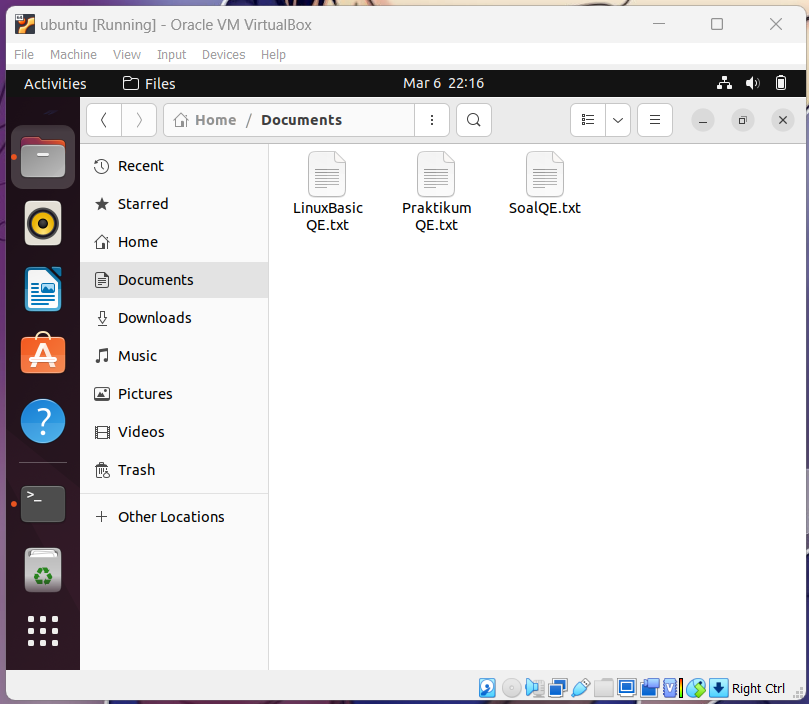 ubuntu [Running] - Oracle VM VirtualBox
File Machine View Input Devices Help
Activities Files Mar 6 22:16
Home / Documents
Recent
Starred
Home
Documents
Downloads
Music
Pictures
Videos
Trash
+ Other Locations
LinuxBasic
QE.txt
Praktikum
QE.txt
SoalQE.txt
Right Ctrl